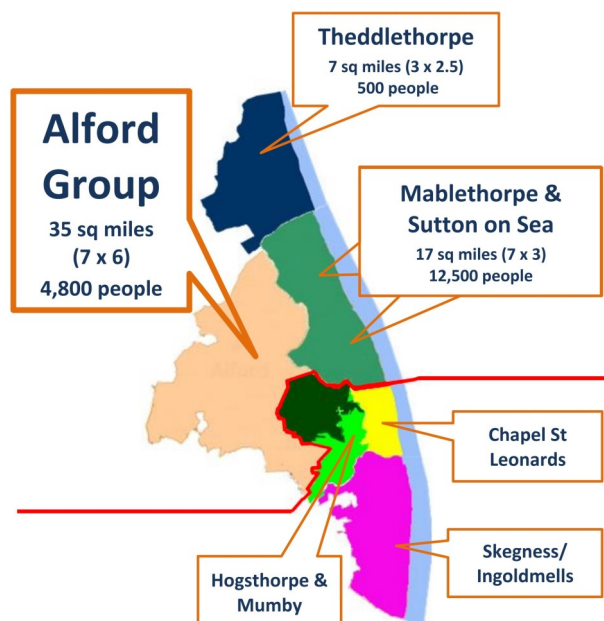 Theddlethorpe
7 sq miles (3 x 2.5)
500 people
Alford
Group
35 sq miles
(7 x 6)
4,800 people
Mablethorpe &
Sutton on Sea
17 sq miles (7 x 3)
12,500 people
Alford
Chapel St
Leonards
Hogsthorpe &
Mumby
Skegness/
Ingoldmells